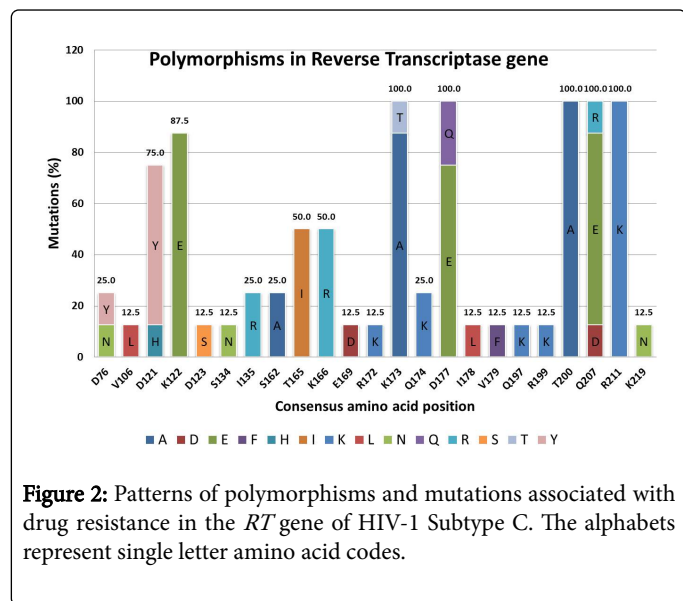 Polymorphisms in Reverse Transcriptase gene
120
100
80
60
40
20
0
Mutations (%)
25.0 12.5 75.0 87.5 12.5 12.5 25.0 25.0 50.0 50.0 12.5 12.5 100.0 25.0 100.0 12.5 12.5 12.5 12.5 100.0 100.0 100.0 12.5
Y N L Y H E S N R A I R D K T A K Q E L F K K A R E D K N
D76 V106 D121 K122 D123 S134 I135 S162 T165 K166 E169 R172 K173 Q174 D177 I178 V179 Q197 R199 T200 Q207 R211 K219
Consensus amino acid position
A D E F H I K L N Q R S T Y
Figure 2: Patterns of polymorphisms and mutations associated with
drug resistance in the RT gene of HIV-1 Subtype C. The alphabets
represent single letter amino acid codes.